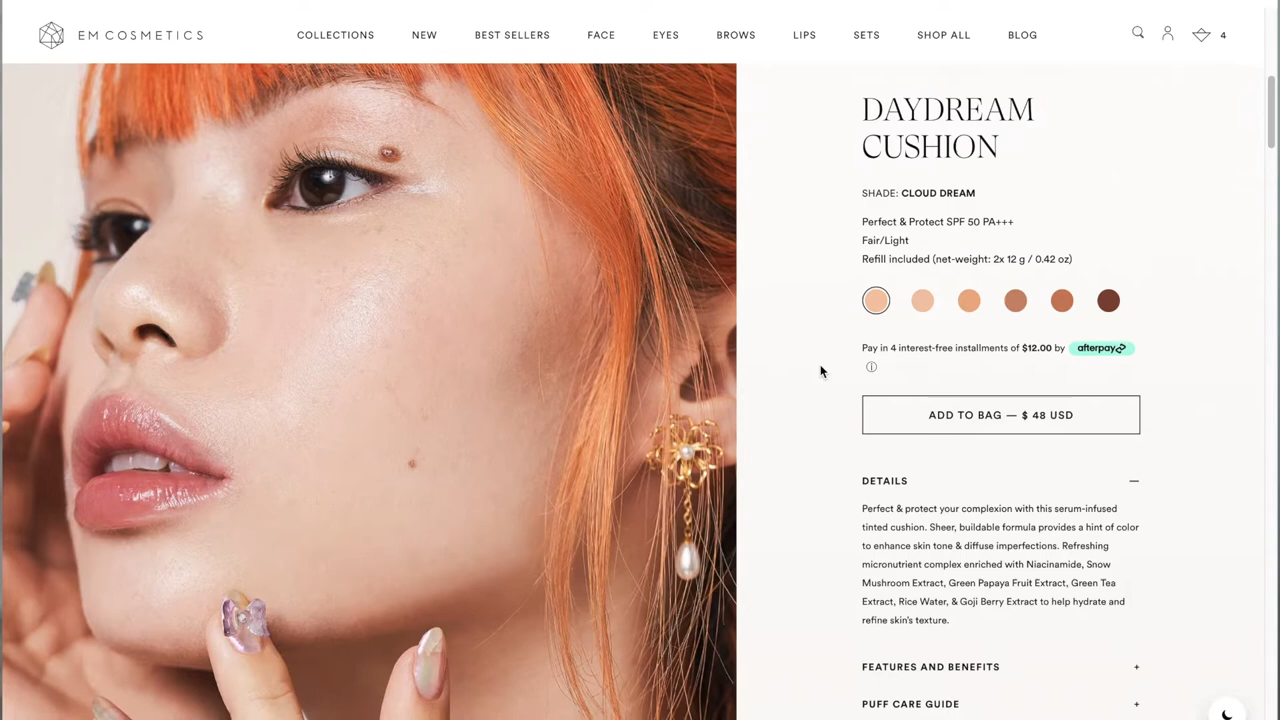 EM COSMETICS
COLLECTIONS NEW BEST SELLERS FACE EYES BROWS LIPS SETS SHOP ALL BLOG
4
DAYDREAM
CUSHION
SHADE: CLOUD DREAM
Perfect & Protect SPF 50 PA+++
Fair/Light
Refill included (net-weight: 2x 12 g / 0.42 oz)
Pay in 4 interest-free installments of $12.00 by afterpay
ⓘ
ADD TO BAG — $ 48 USD
DETAILS —
Perfect & protect your complexion with this serum-infused
tinted cushion. Sheer, buildable formula provides a hint of color
to enhance skin tone & diffuse imperfections. Refreshing
micronutrient complex enriched with Niacinamide, Snow
Mushroom Extract, Green Papaya Fruit Extract, Green Tea
Extract, Rice Water, & Goji Berry Extract to help hydrate and
refine skin's texture.
FEATURES AND BENEFITS +
PUFF CARE GUIDE +